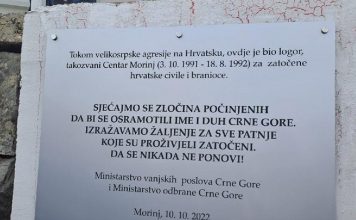 Tokom velikosrpske agresije na Hrvatsku, ovdje je bio logor,
takozvani Centar Morinj (3. 10. 1991 - 18. 8. 1992) za zatočene
hrvatske civile i branioce.
SJEĆAJMO SE ZLOČINA POČINJENIH
DA BI SE OSRAMOTILI IME I DUH CRNE GORE.
IZRAŽAVAMO ŽALJENJE ZA SVE PATNJE
KOJE SU PROŽIVJELI ZATOČENI.
DA SE NIKADA NE PONOVI!
Ministarstvo vanjskih poslova Crne Gore
i Ministarstvo odbrane Crne Gore
Morinj, 10. 10. 2022.